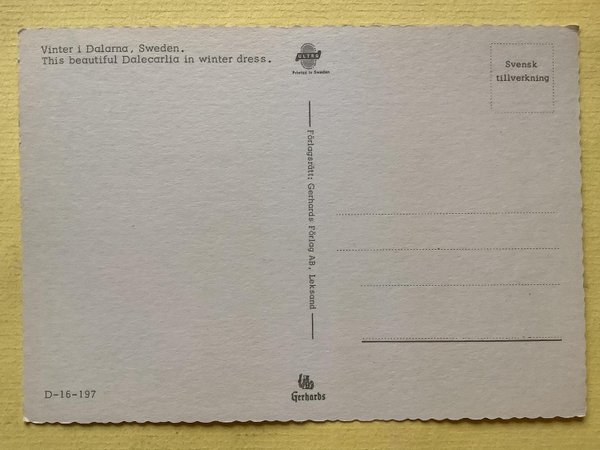 Vinter i Dalarna, Sweden.
This beautiful Dalecarlia in winter dress.
ULTRA
Printed in Sweden
Svensk
tillverkning
Förlagsrätt: Gerhards Förlag AB, Leksand
D-16-197
Gerhards